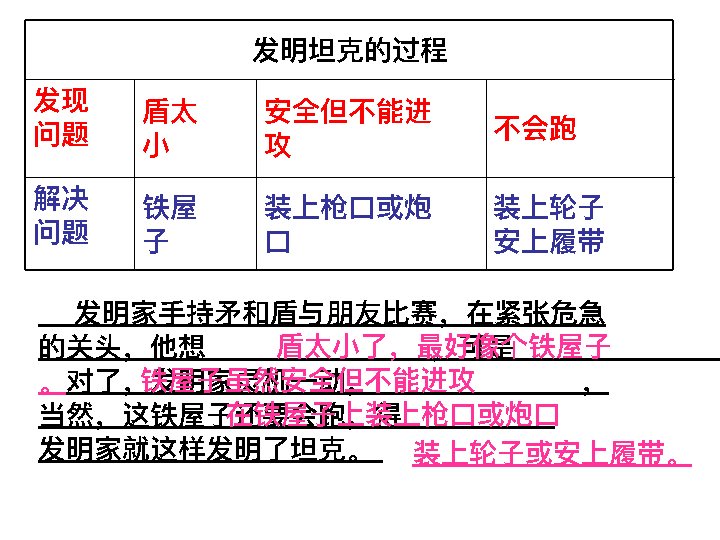 发明坦克的过程
发现
问题
盾太
小
安全但不能进
攻
不会跑
解决
问题
铁屋
子
装上枪口或炮
口
装上轮子
安上履带
发明家手持矛和盾与朋友比赛，在紧张危急
的关头，他想
盾太小了，最好像个铁屋子
。对了，
铁屋子虽然安全但不能进攻
，
当然，这铁屋子还要会跑，得
在铁屋子上装上枪口或炮口
发明家就这样发明了坦克。
装上轮子或安上履带。